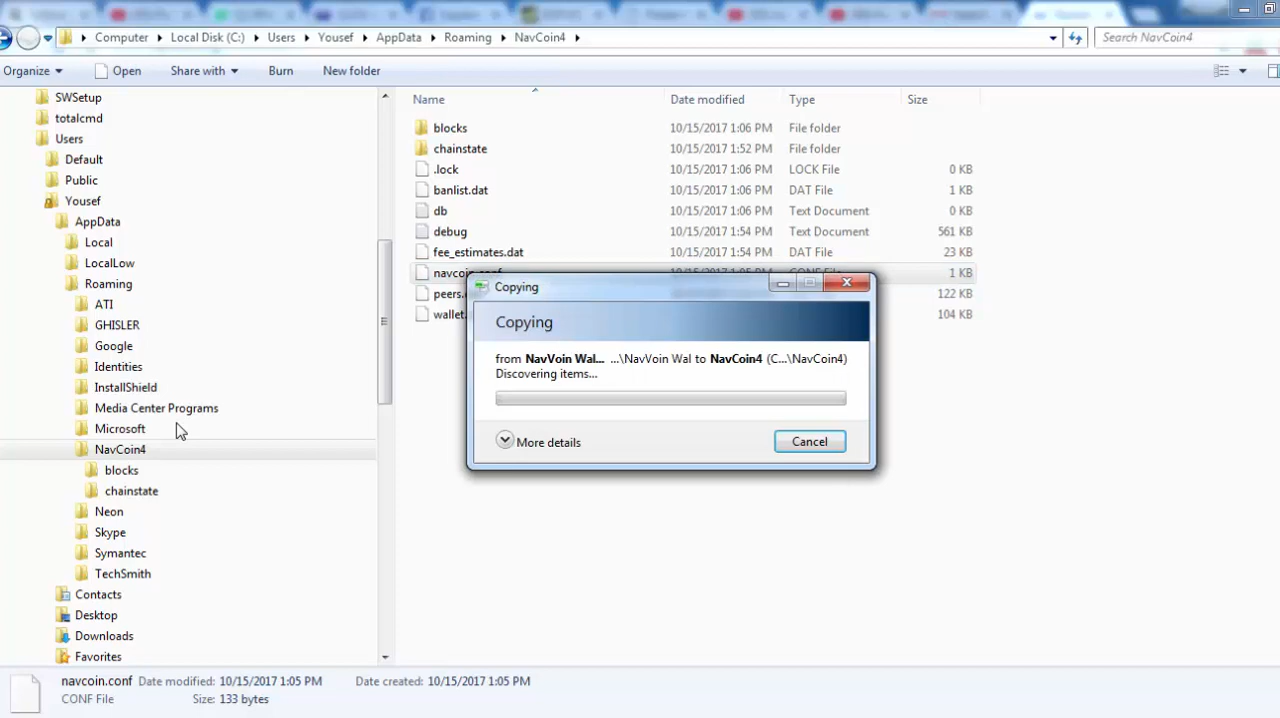 Computer Local Disk (C:) Users Yousef AppData Roaming NavCoin4 Search NavCoin4
Organize Open Share with Burn New folder
SWSetup
totalcmd
Users
Default
Public
Yousef
AppData
Local
LocalLow
Roaming
ATI
GHISLER
Google
Identities
InstallShield
Media Center Programs
Microsoft
NavCoin4
blocks
chainstate
Neon
Skype
Symantec
TechSmith
Contacts
Desktop
Downloads
Favorites
Name Date modified Type Size
blocks 10/15/2017 1:06 PM File folder
chainstate 10/15/2017 1:52 PM File folder
.lock 10/15/2017 1:06 PM LOCK File 0 KB
banlist.dat 10/15/2017 1:06 PM DAT File 1 KB
db 10/15/2017 1:06 PM Text Document 0 KB
debug 10/15/2017 1:54 PM Text Document 561 KB
fee_estimates.dat 10/15/2017 1:54 PM DAT File 23 KB
navcoin.conf 10/15/2017 1:05 PM CONF File 1 KB
peers. 122 KB
wallet. 104 KB
Copying
Copying
from NavVoin Wal... ...\NavVoin Wal to NavCoin4 (C...\NavCoin4)
Discovering items...
More details Cancel
navcoin.conf Date modified: 10/15/2017 1:05 PM Date created: 10/15/2017 1:05 PM
CONF File Size: 133 bytes